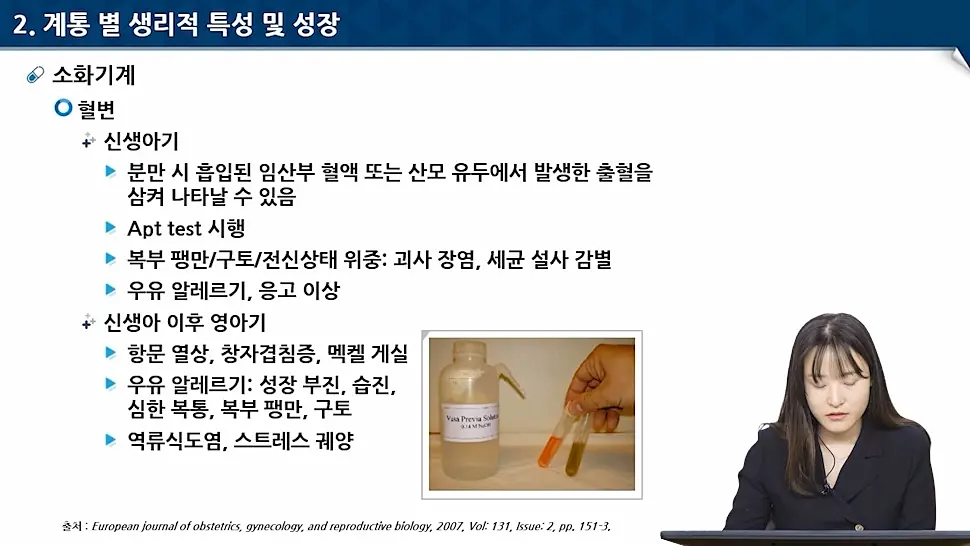 2. 계통 별 생리적 특성 및 성장
소화기계
혈변
신생아기
분만 시 흡입된 임산부 혈액 또는 산모 유두에서 발생한 출혈을
삼켜 나타날 수 있음
Apt test 시행
복부 팽만/구토/전신상태 위중: 괴사 장염, 세균 설사 감별
우유 알레르기, 응고 이상
신생아 이후 영아기
항문 열상, 창자겹침증, 멕켈 게실
우유 알레르기: 성장 부진, 습진,
심한 복통, 복부 팽만, 구토
역류식도염, 스트레스 궤양
Vasa Previa Solution
0.14 M NaOH
출처 : European journal of obstetrics, gynecology, and reproductive biology, 2007, Vol: 131, Issue: 2, pp. 151-3.